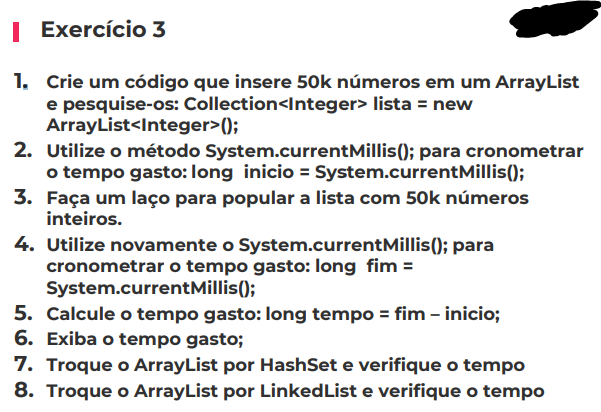 Exercício 3
1. Crie um código que insere 50k números em um ArrayList
e pesquise-os: Collection<Integer> lista = new
ArrayList<Integer>();
2. Utilize o método System.currentMillis(); para cronometrar
o tempo gasto: long inicio = System.currentMillis();
3. Faça um laço para popular a lista com 50k números
inteiros.
4. Utilize novamente o System.currentMillis(); para
cronometrar o tempo gasto: long fim =
System.currentMillis();
5. Calcule o tempo gasto: long tempo = fim – inicio;
6. Exiba o tempo gasto;
7. Troque o ArrayList por HashSet e verifique o tempo
8. Troque o ArrayList por LinkedList e verifique o tempo